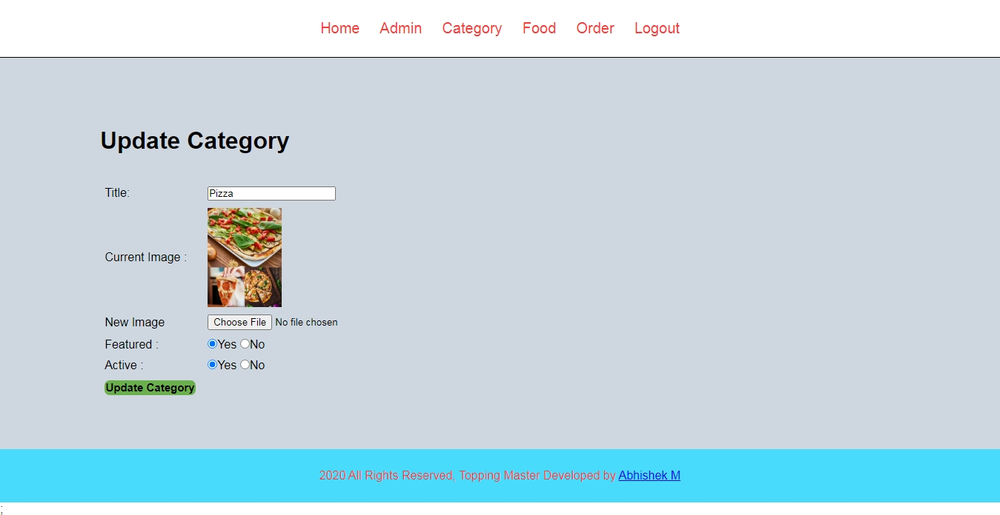 Home Admin Category Food Order Logout
Update Category
Title: Pizza
Current Image :
New Image Choose File No file chosen
Featured : Yes No
Active : Yes No
Update Category
2020 All Rights Reserved, Topping Master Developed by Abhishek M
;